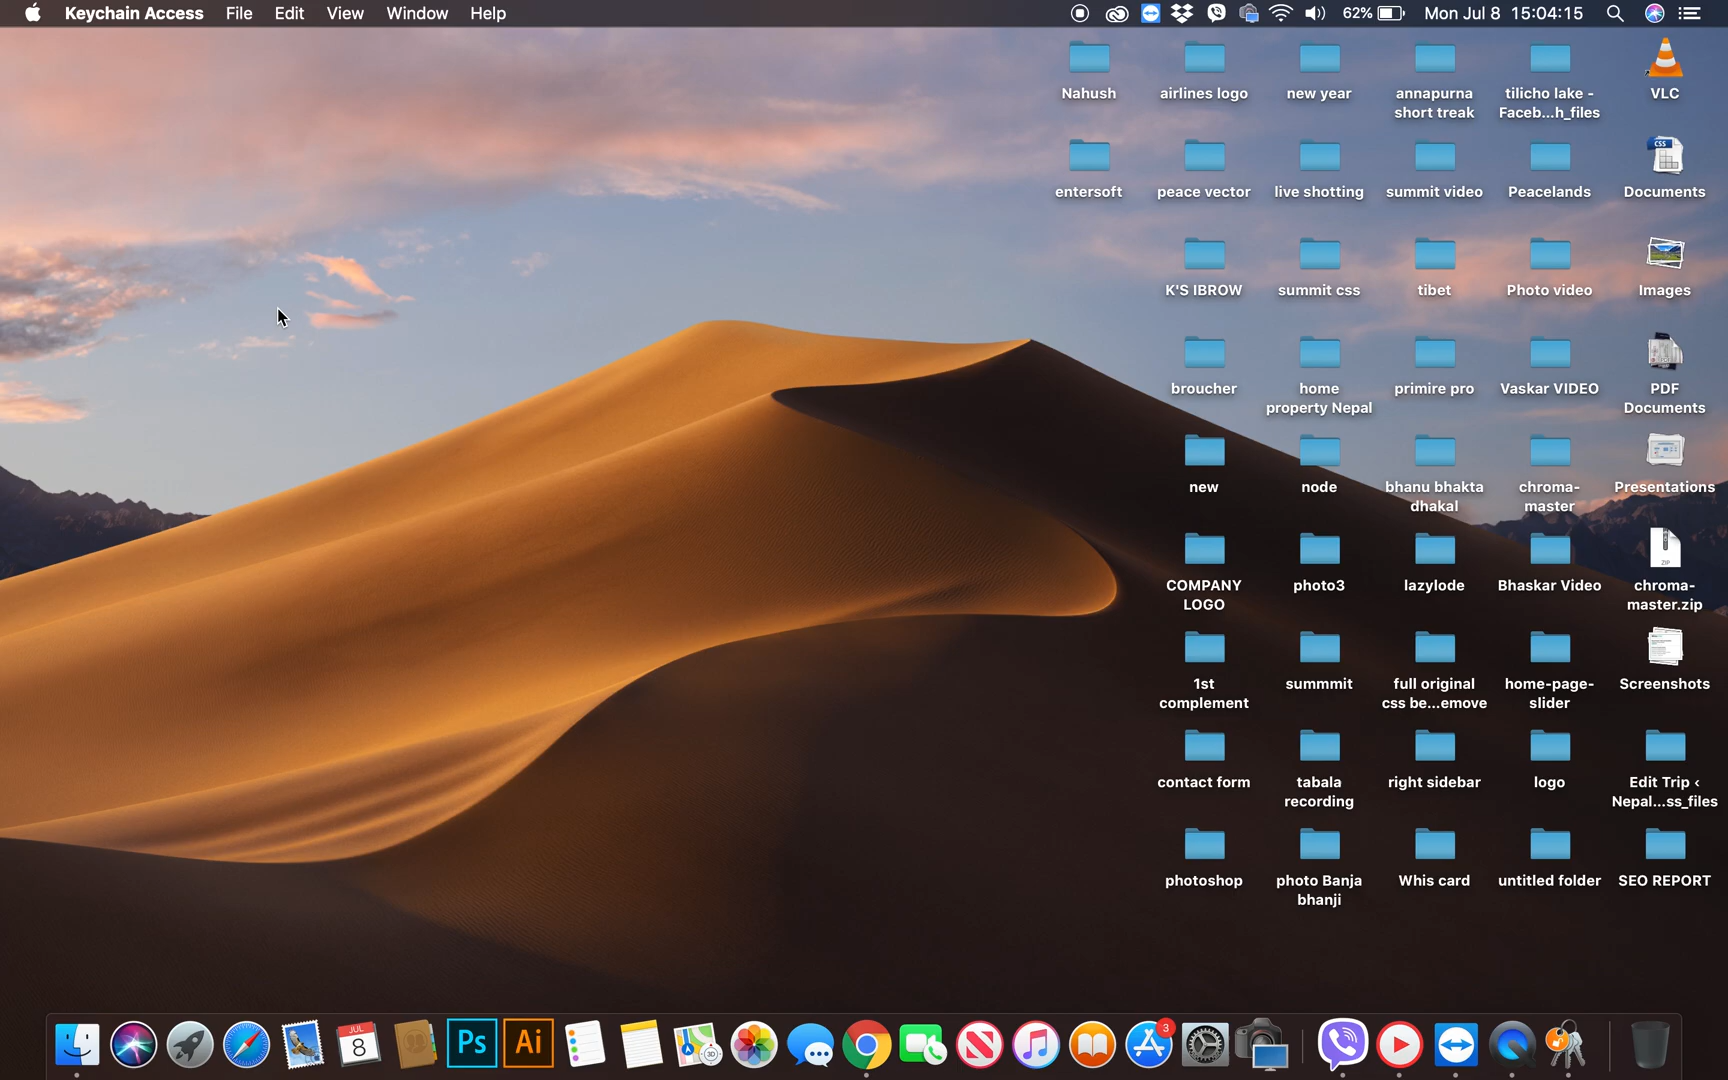 Keychain Access File Edit View Window Help 62% Mon Jul 8 15:04:15
Nahush airlines logo new year annapurna short treak tilicho lake - Faceb...h_files VLC
entersoft peace vector live shotting summit video Peacelands CSS Documents
K'S IBROW summit css tibet Photo video Images
broucher home property Nepal primire pro Vaskar VIDEO PDF Documents
new node bhanu bhakta dhakal chroma-master Presentations
COMPANY LOGO photo3 lazylode Bhaskar Video ZIP chroma-master.zip
1st complement summmit full original css be...emove home-page-slider Screenshots
contact form tabala recording right sidebar logo Edit Trip ‹ Nepal...ss_files
photoshop photo Banja bhanji Whis card untitled folder SEO REPORT
JUL 8 Ps Ai 3D 3